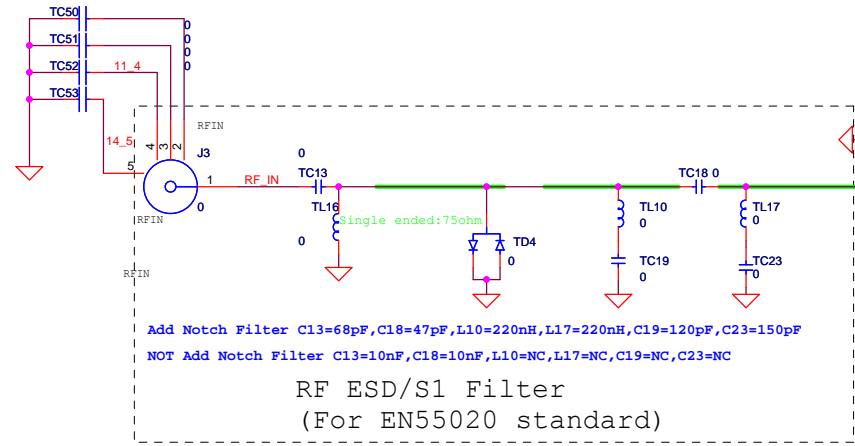 TC50
0
TC51
0
TC52
0
11_4
0
TC53
14_5
RFIN
4
3
2
J3
5
1
RF_IN
0
TC13
TC18 0
0
RFIN
TL16
Single ended:75ohm
0
TD4
0
TL10
0
TL17
0
TC19
0
TC23
0
RFIN
Add Notch Filter C13=68pF,C18=47pF,L10=220nH,L17=220nH,C19=120pF,C23=150pF
NOT Add Notch Filter C13=10nF,C18=10nF,L10=NC,L17=NC,C19=NC,C23=NC
RF ESD/S1 Filter
(For EN55020 standard)